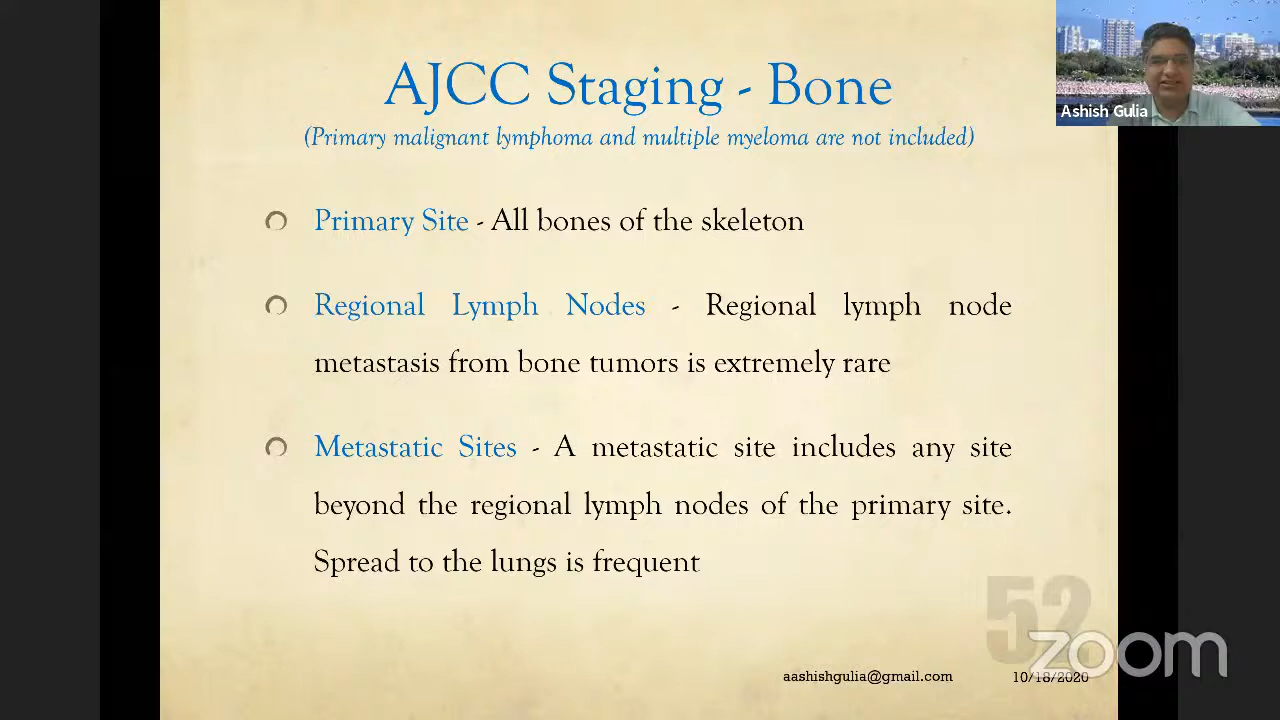 AJCC Staging - Bone
(Primary malignant lymphoma and multiple myeloma are not included)
Primary Site - All bones of the skeleton
Regional Lymph Nodes - Regional lymph node
metastasis from bone tumors is extremely rare
Metastatic Sites - A metastatic site includes any site
beyond the regional lymph nodes of the primary site.
Spread to the lungs is frequent
Ashish Gulia
52
zoom
aashishgulia@gmail.com
10/18/2020